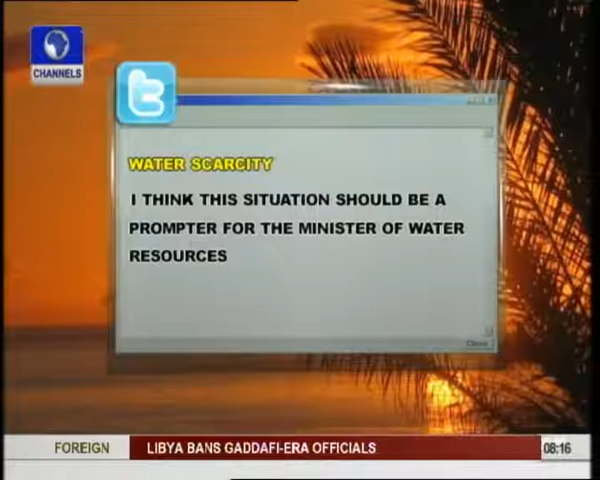 CHANNELS
WATER SCARCITY
I THINK THIS SITUATION SHOULD BE A
PROMPTER FOR THE MINISTER OF WATER
RESOURCES
Close
FOREIGN LIBYA BANS GADDAFI-ERA OFFICIALS 08:16